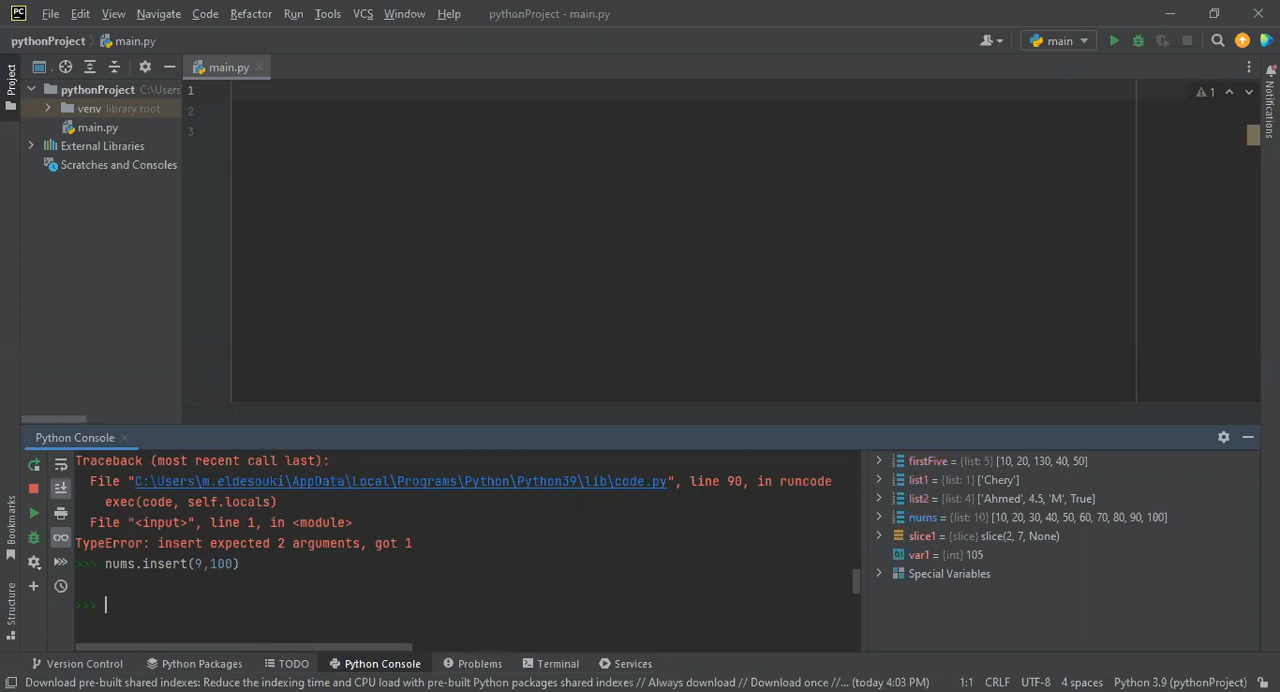 PC File Edit View Navigate Code Refactor Run Tools VCS Window Help pythonProject - main.py
pythonProject main.py main
Project main.py
pythonProject C:\Users
venv library root
main.py
External Libraries
Scratches and Consoles
1
2
3
1
Notifications
Python Console
Traceback (most recent call last):
File "C:\Users\m.eldesouki\AppData\Local\Programs\Python\Python39\lib\code.py", line 90, in runcode
exec(code, self.locals)
File "<input>", line 1, in <module>
TypeError: insert expected 2 arguments, got 1
>>> nums.insert(9,100)
>>>
firstFive = {list: 5} [10, 20, 130, 40, 50]
list1 = {list: 1} ['Chery']
list2 = {list: 4} ['Ahmed', 4.5, 'M', True]
nums = {list: 10} [10, 20, 30, 40, 50, 60, 70, 80, 90, 100]
slice1 = {slice} slice(2, 7, None)
var1 = {int} 105
Special Variables
Bookmarks
Structure
Version Control Python Packages TODO Python Console Problems Terminal Services
Download pre-built shared indexes: Reduce the indexing time and CPU load with pre-built Python packages shared indexes // Always download // Download once //... (today 4:03 PM) 1:1 CRLF UTF-8 4 spaces Python 3.9 (pythonProject)